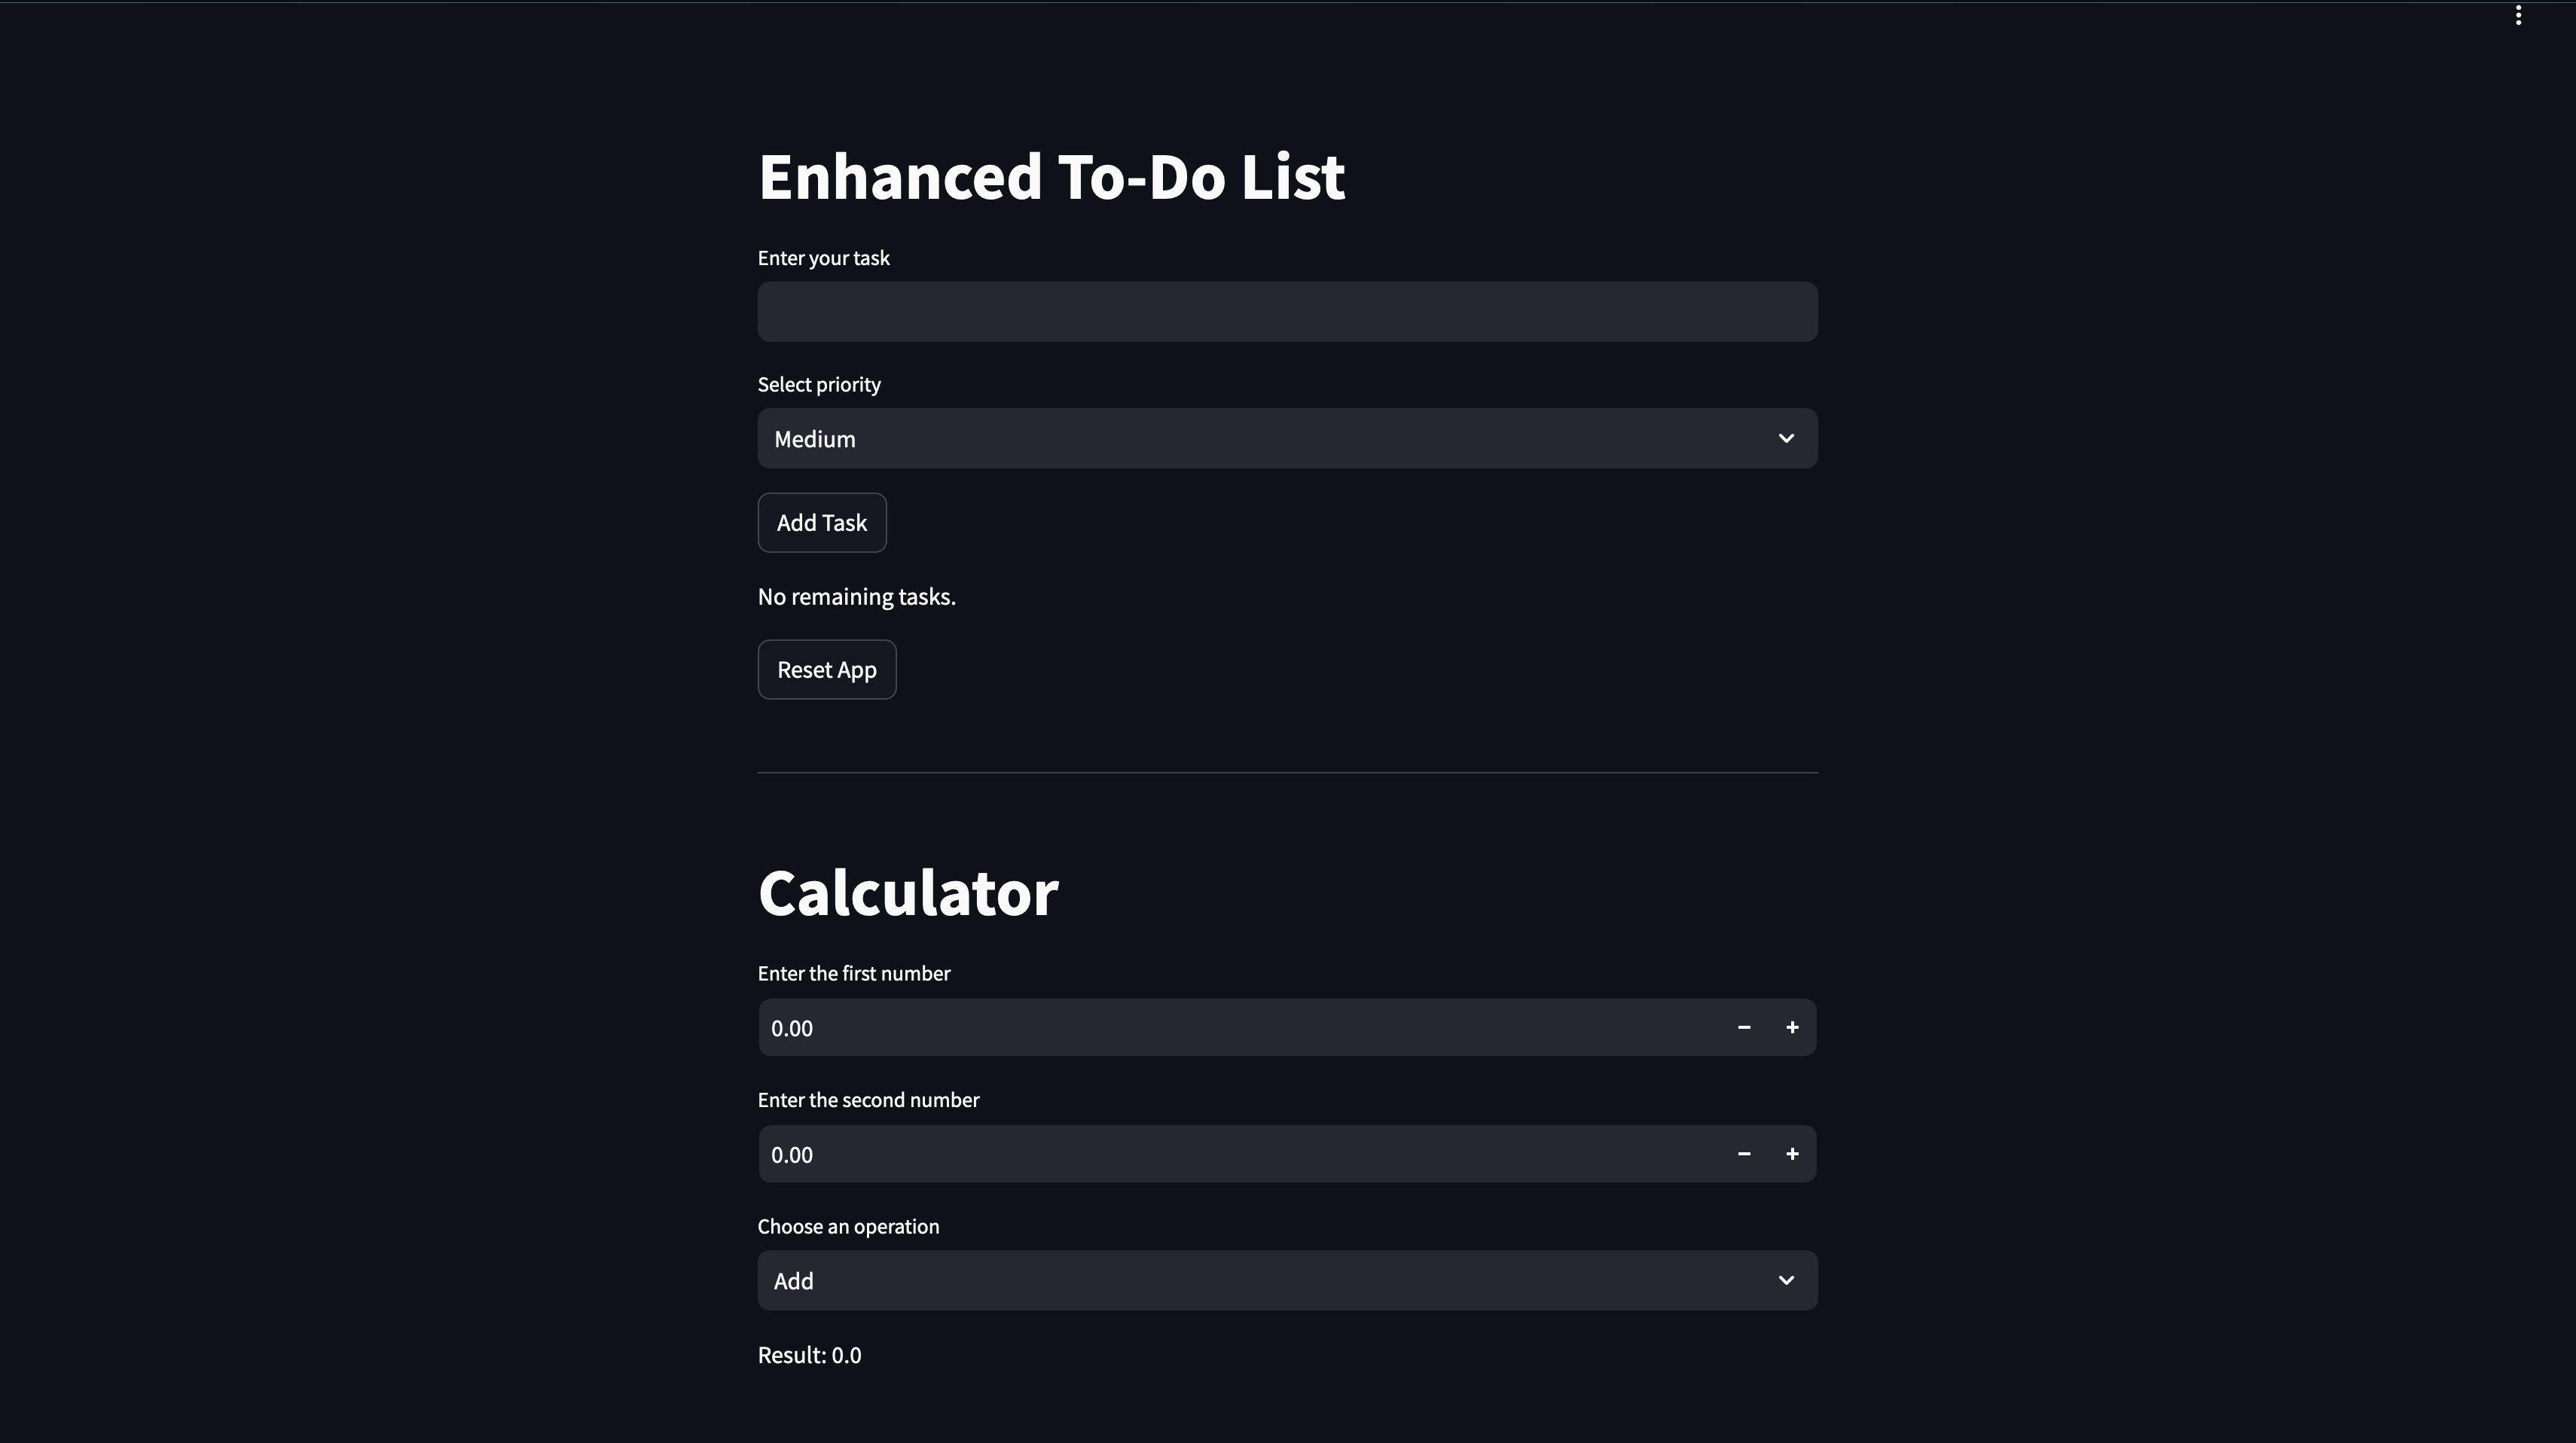 Enhanced To-Do List
Enter your task
Select priority
Medium
Add Task
No remaining tasks.
Reset App
Calculator
Enter the first number
0.00 − +
Enter the second number
0.00 − +
Choose an operation
Add
Result: 0.0